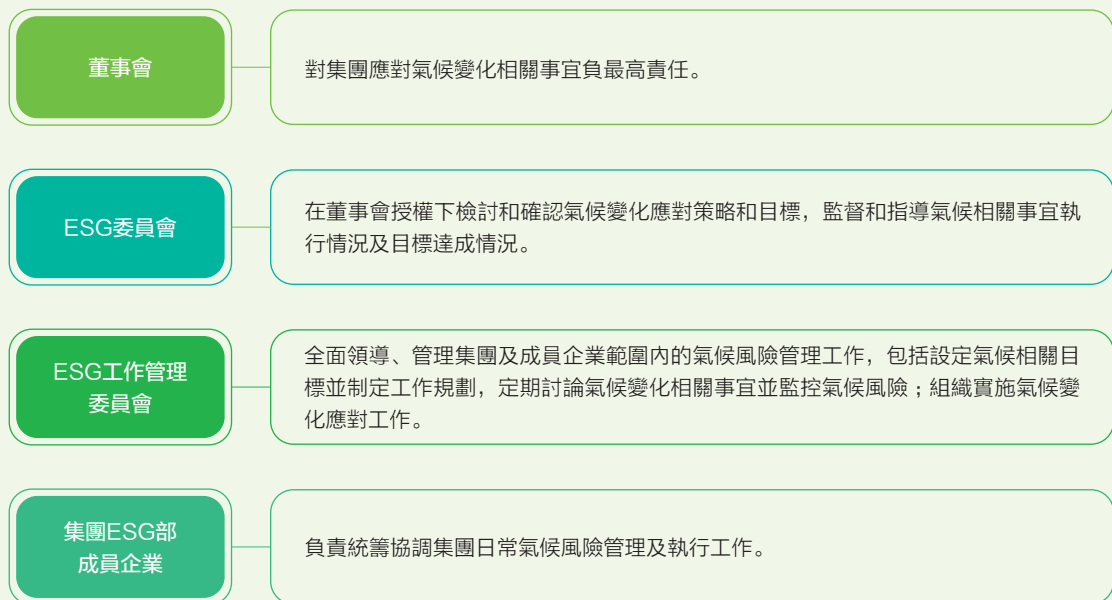 董事會
對集團應對氣候變化相關事宜負最高責任。
ESG委員會
在董事會授權下檢討和確認氣候變化應對策略和目標，監督和指導氣候相關事宜執
行情況及目標達成情況。
ESG工作管理
委員會
全面領導、管理集團及成員企業範圍內的氣候風險管理工作，包括設定氣候相關目
標並制定工作規劃，定期討論氣候變化相關事宜並監控氣候風險；組織實施氣候變
化應對工作。
集團ESG部
成員企業
負責統籌協調集團日常氣候風險管理及執行工作。